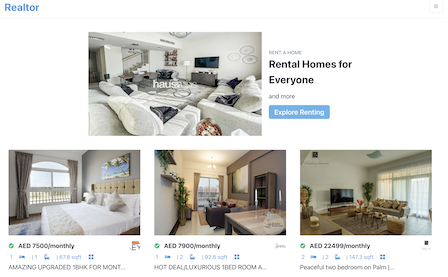 Realtor
RENT A HOME
Rental Homes for
Everyone
and more
Explore Renting
haus
AED 7500/monthly
1 | 1 | 67.6 sqft
AMAZING UPGRADED 1BHK FOR MONT...
AED 7900/monthly
1 | 2 | 92.9 sqft
HOT DEAL|LUXURIOUS 1BED ROOM A...
AED 22499/monthly
2 | 2 | 147.3 sqft
Peaceful two bedroom on Palm |...